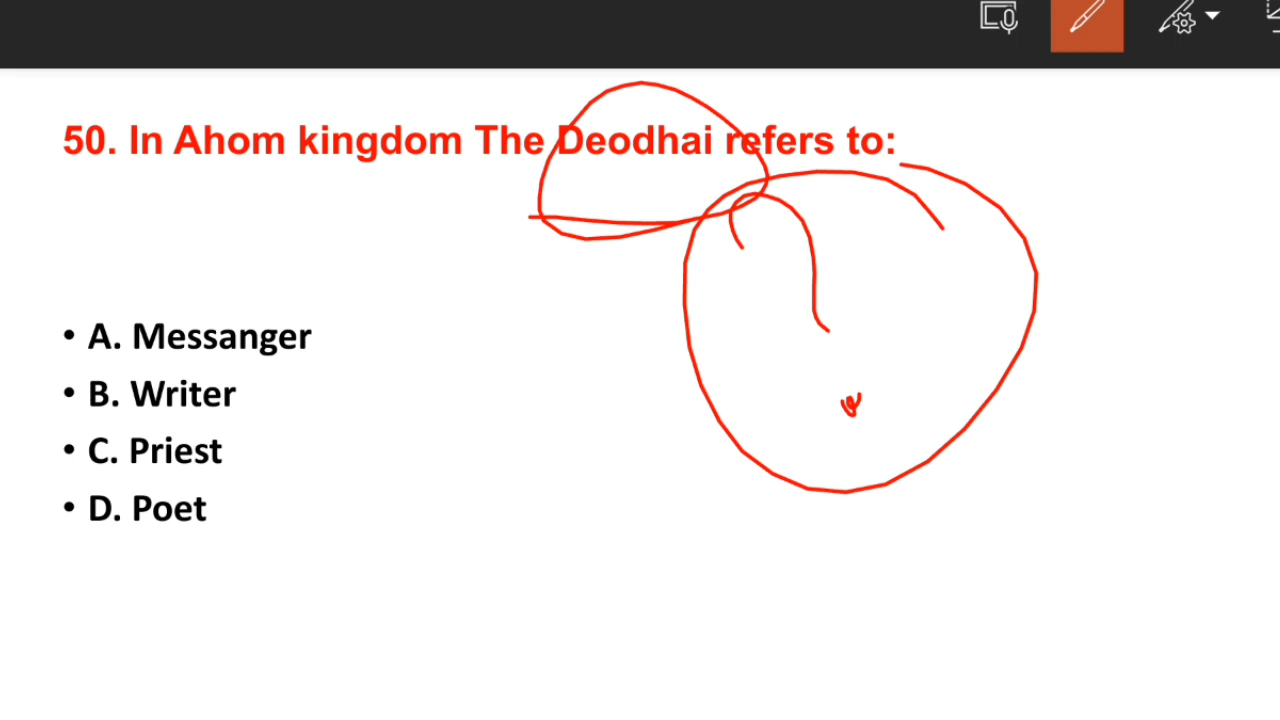 50. In Ahom kingdom The Deodhai refers to:
• A. Messanger
• B. Writer
• C. Priest
• D. Poet